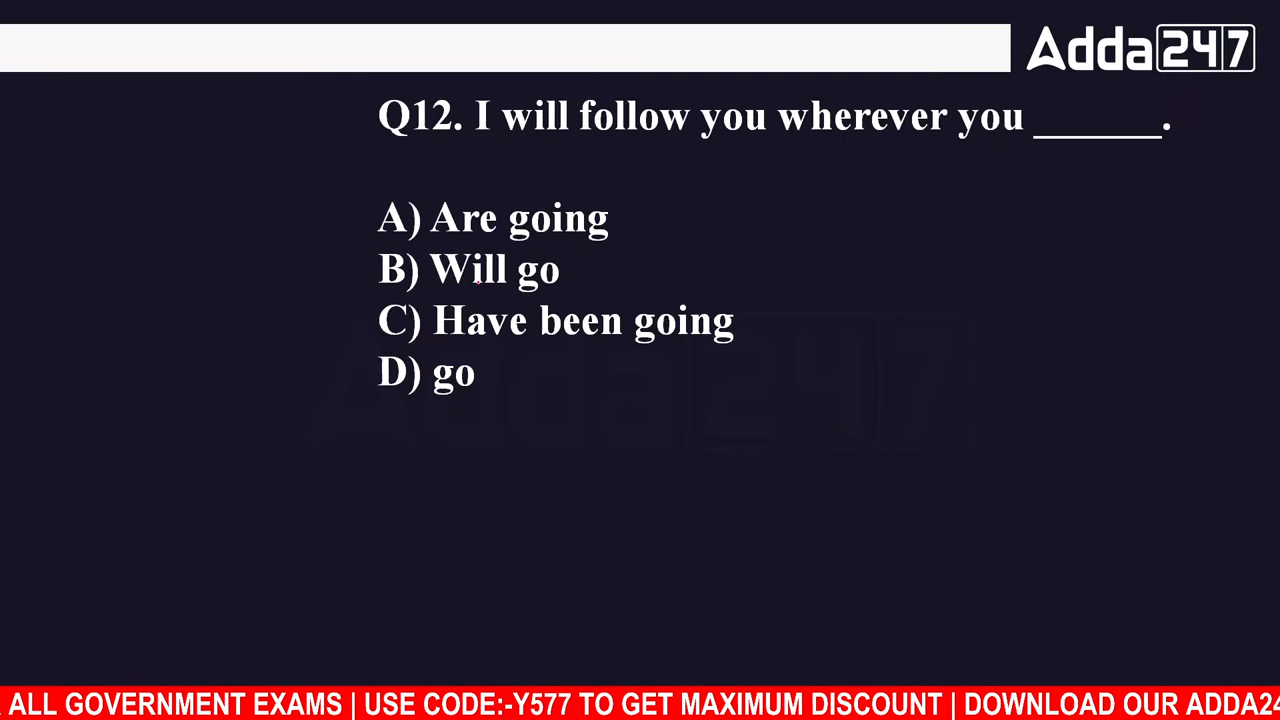 Adda247
Q12. I will follow you wherever you ______.
A) Are going
B) Will go
C) Have been going
D) go
Adda247
ALL GOVERNMENT EXAMS | USE CODE:-Y577 TO GET MAXIMUM DISCOUNT | DOWNLOAD OUR ADDA24